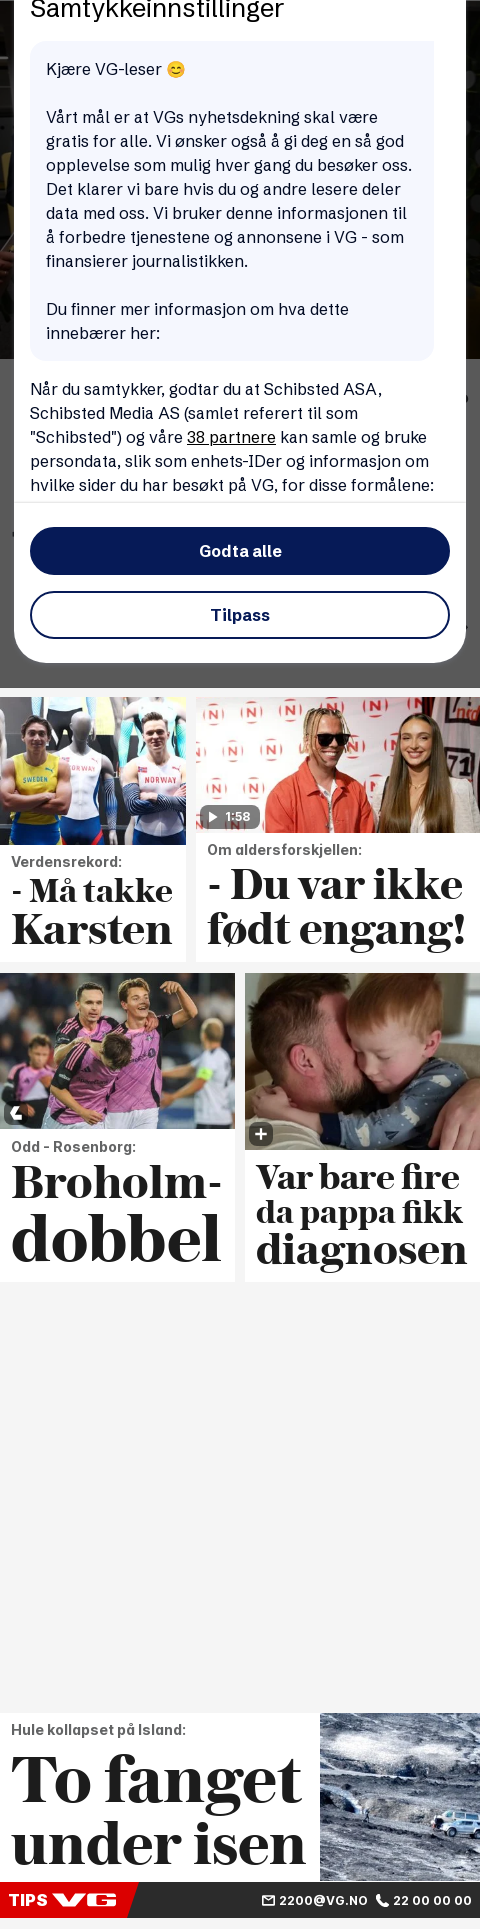 Samtykkeinnstillinger
Kjære VG-leser 😊
Vårt mål er at VGs nyhetsdekning skal være
gratis for alle. Vi ønsker også å gi deg en så god
opplevelse som mulig hver gang du besøker oss.
Det klarer vi bare hvis du og andre lesere deler
data med oss. Vi bruker denne informasjonen til
å forbedre tjenestene og annonsene i VG - som
finansierer journalistikken.
Du finner mer informasjon om hva dette
innebærer her:
Når du samtykker, godtar du at Schibsted ASA,
Schibsted Media AS (samlet referert til som
"Schibsted") og våre 38 partnere kan samle og bruke
persondata, slik som enhets-IDer og informasjon om
hvilke sider du har besøkt på VG, for disse formålene:
Godta alle
Tilpass
SWEDEN
NORWAY
NORWAY
Verdensrekord:
- Må takke
Karsten
71
1:58
Om aldersforskjellen:
- Du var ikke
født engang!
Odd - Rosenborg:
Broholm-
dobbel
Var bare fire
da pappa fikk
diagnosen
Hule kollapset på Island:
To fanget
under isen
TIPS VG
2200@VG.NO 22 00 00 00